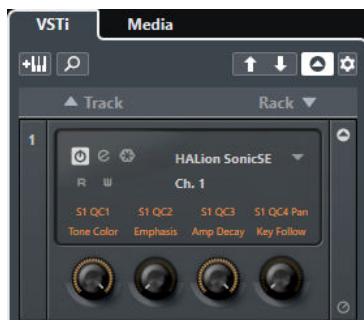 VSTi Media
Track Rack
1
HALion SonicSE
R W Ch. 1
S1 QC1 S1 QC2 S1 QC3 S1 QC4 Pan
Tone Color Emphasis Amp Decay Key Follow